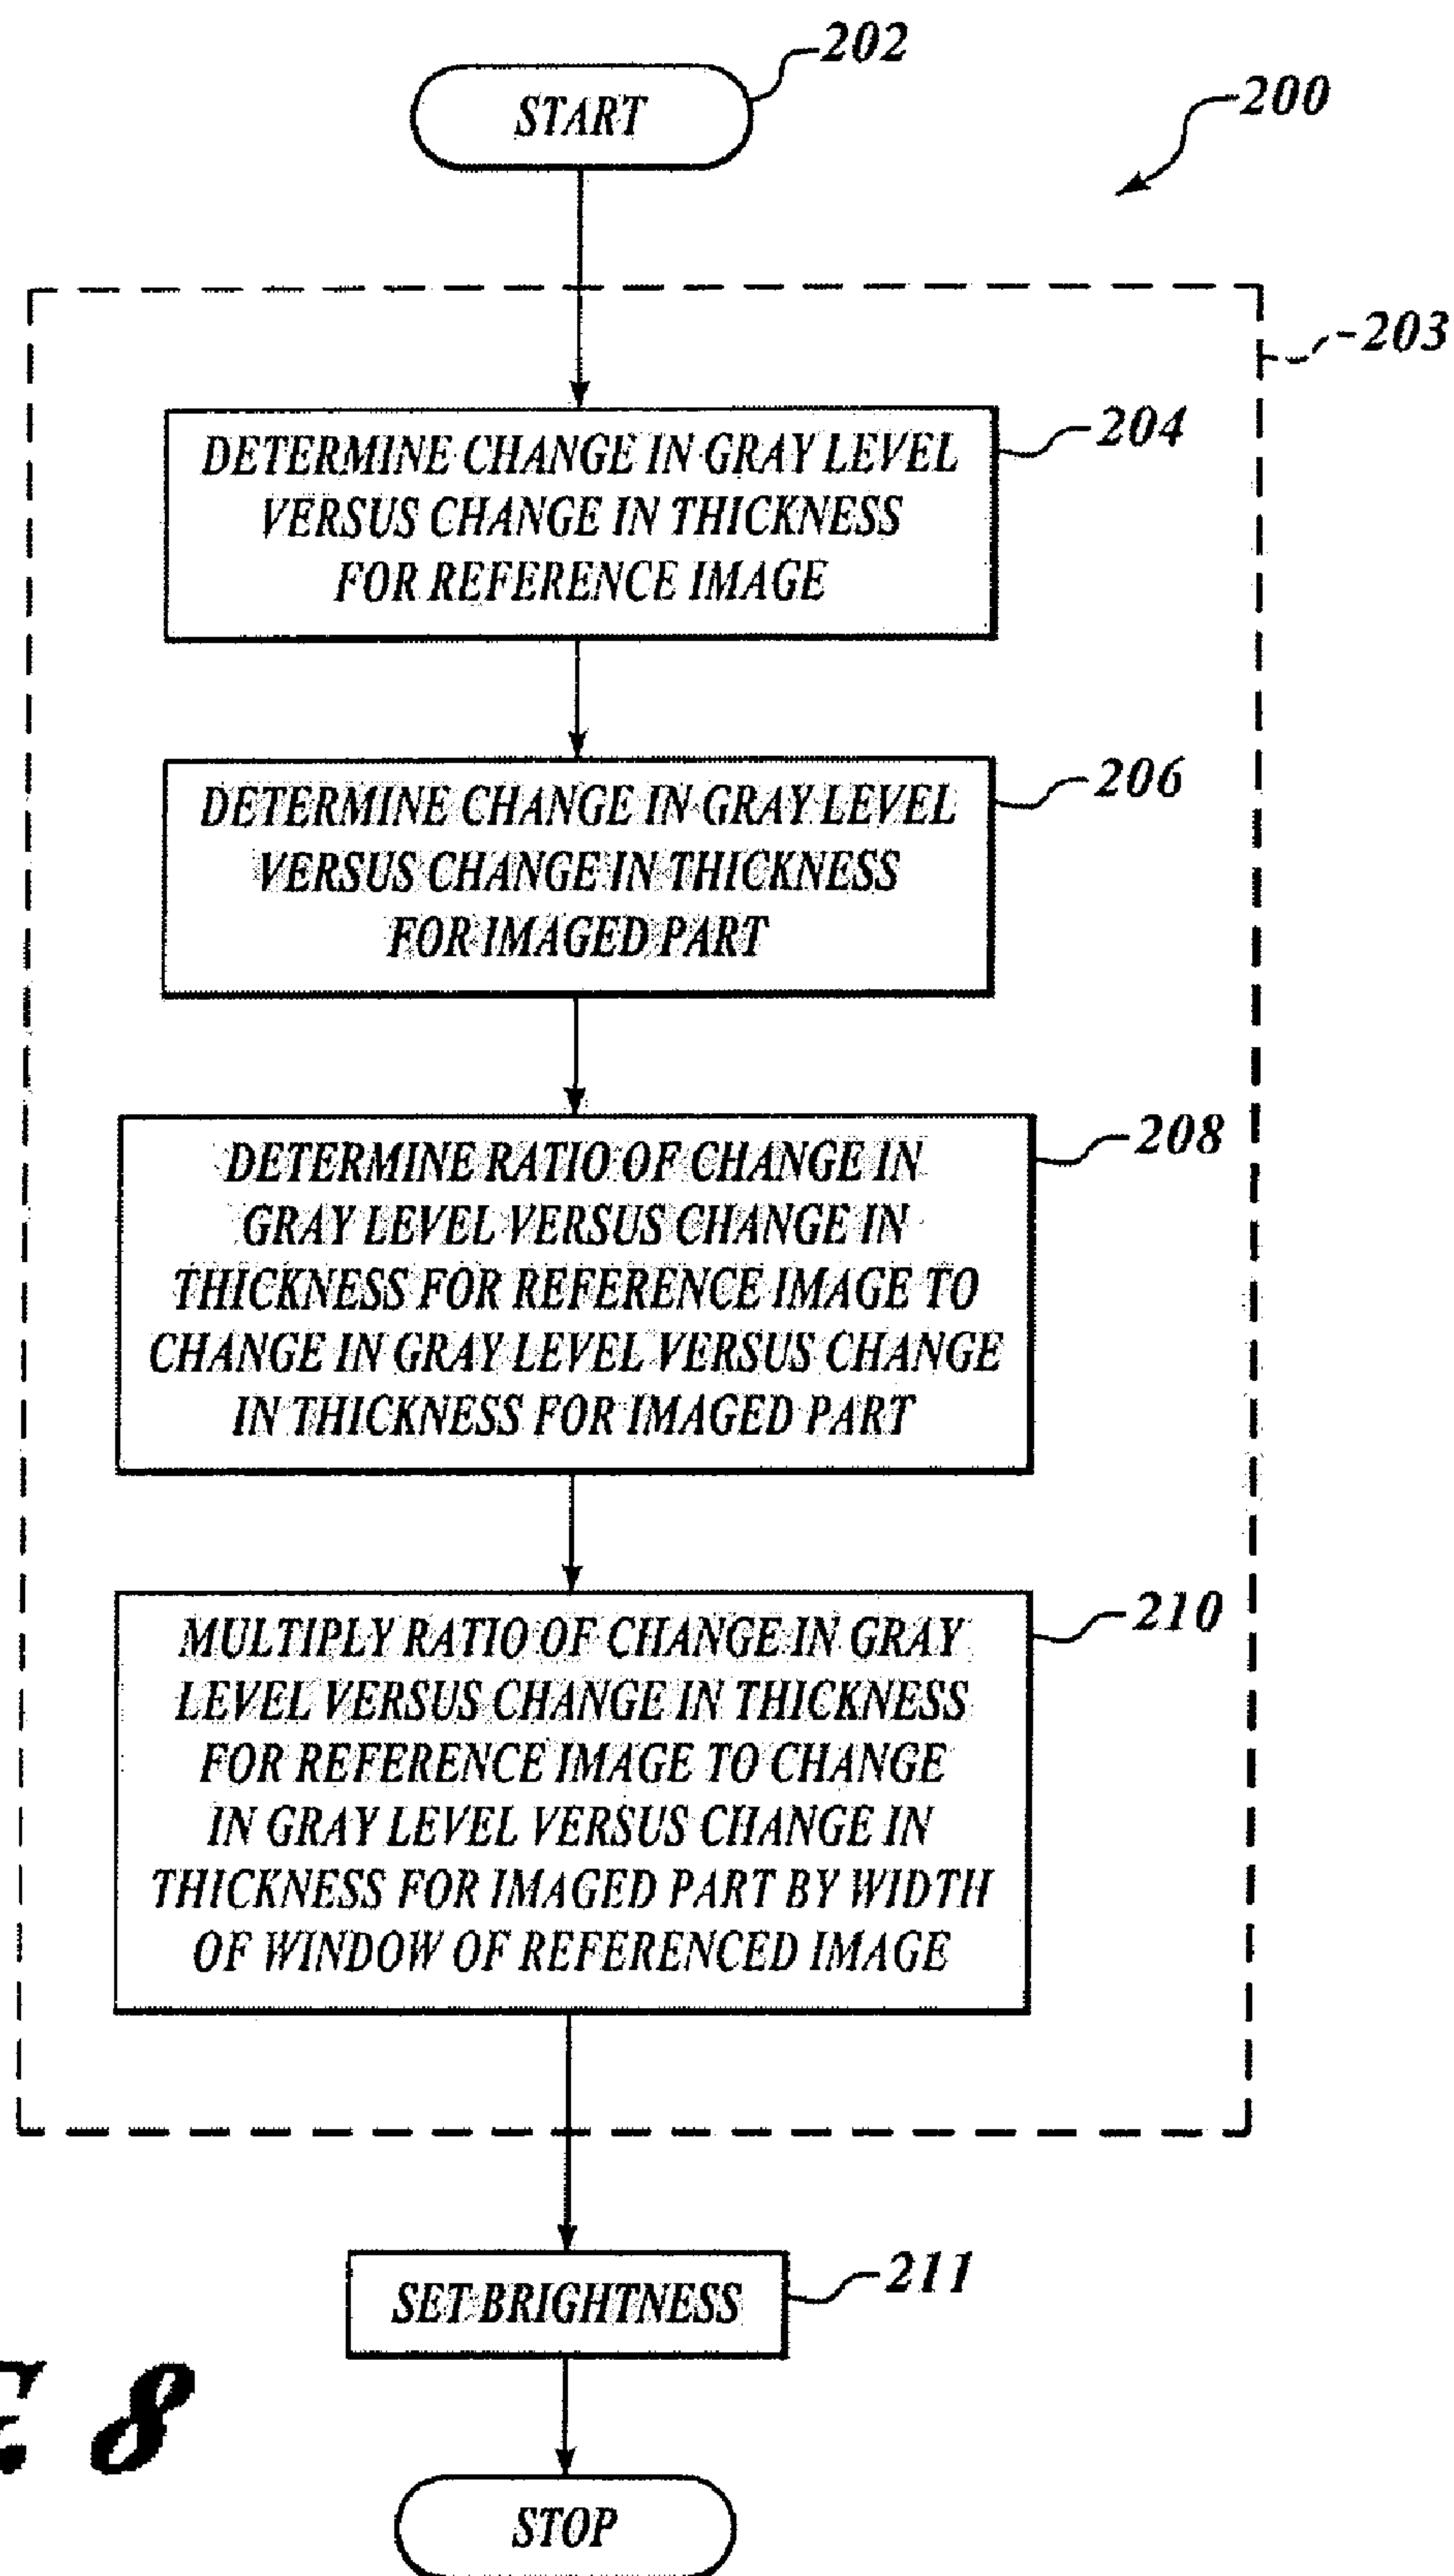 202
START
200
203
204
DETERMINE CHANGE IN GRAY LEVEL
VERSUS CHANGE IN THICKNESS
FOR REFERENCE IMAGE
206
DETERMINE CHANGE IN GRAY LEVEL
VERSUS CHANGE IN THICKNESS
FOR IMAGED PART
208
DETERMINE RATIO OF CHANGE IN
GRAY LEVEL VERSUS CHANGE IN
THICKNESS FOR REFERENCE IMAGE TO
CHANGE IN GRAY LEVEL VERSUS CHANGE
IN THICKNESS FOR IMAGED PART
210
MULTIPLY RATIO OF CHANGE IN GRAY
LEVEL VERSUS CHANGE IN THICKNESS
FOR REFERENCE IMAGE TO CHANGE
IN GRAY LEVEL VERSUS CHANGE IN
THICKNESS FOR IMAGED PART BY WIDTH
OF WINDOW OF REFERENCED IMAGE
211
SET BRIGHTNESS
8
STOP